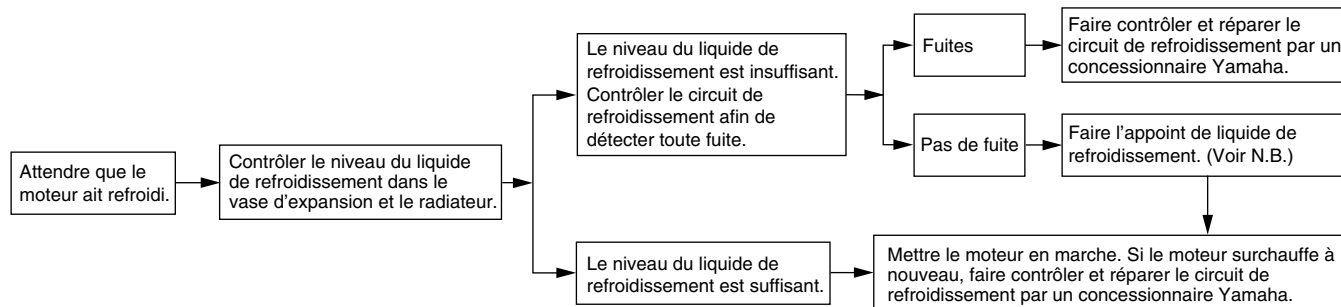 Attendre que le
moteur ait refroidi.
Contrôler le niveau du liquide
de refroidissement dans le
vase d’expansion et le radiateur.
Le niveau du liquide de
refroidissement est insuffisant.
Contrôler le circuit de
refroidissement afin de
détecter toute fuite.
Fuites
Faire contrôler et réparer le
circuit de refroidissement par un
concessionnaire Yamaha.
Pas de fuite
Faire l’appoint de liquide de
refroidissement. (Voir N.B.)
Le niveau du liquide de
refroidissement est suffisant.
Mettre le moteur en marche. Si le moteur surchauffe à
nouveau, faire contrôler et réparer le circuit de
refroidissement par un concessionnaire Yamaha.